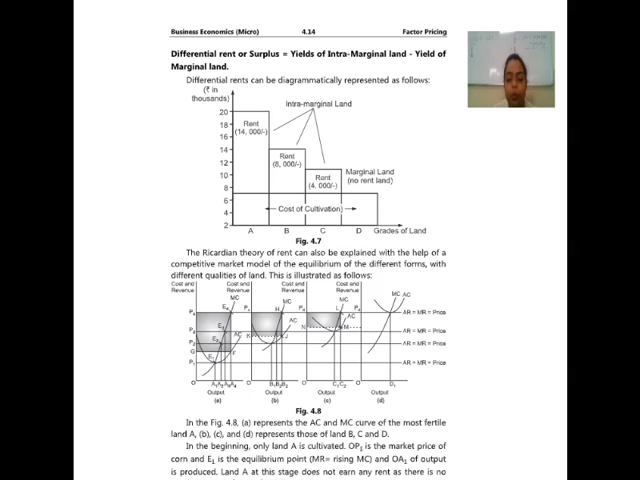 Business Economics (Micro) 4.14 Factor Pricing
Differential rent or Surplus = Yields of Intra-Marginal land - Yield of
Marginal land.
Differential rents can be diagrammatically represented as follows:
(₹ in
thousands)
20
18
16
14
12
10
8
6
4
2
Intra-marginal Land
Rent
(14, 000/-)
Rent
(8, 000/-)
Rent
(4, 000/-)
Marginal Land
(no rent land)
Cost of Cultivation)
A B C D Grades of Land
Fig. 4.7
The Ricardian theory of rent can also be explained with the help of a
competitive market model of the equilibrium of the different forms, with
different qualities of land. This is illustrated as follows:
Cost and Cost and Cost and Cost and
Revenue Revenue Revenue Revenue
MC MC MC MC AC
AC AC AC
AR = MR = Price
AR = MR = Price
AR = MR = Price
AR = MR = Price
Output Output Output Output
(a) (b) (c) (d)
Fig. 4.8
In the Fig. 4.8, (a) represents the AC and MC curve of the most fertile
land A, (b), (c), and (d) represents those of land B, C and D.
In the beginning, only land A is cultivated. OP₁ is the market price of
corn and E₁ is the equilibrium point (MR= rising MC) and OA₁ of output
is produced. Land A at this stage does not earn any rent as there is no